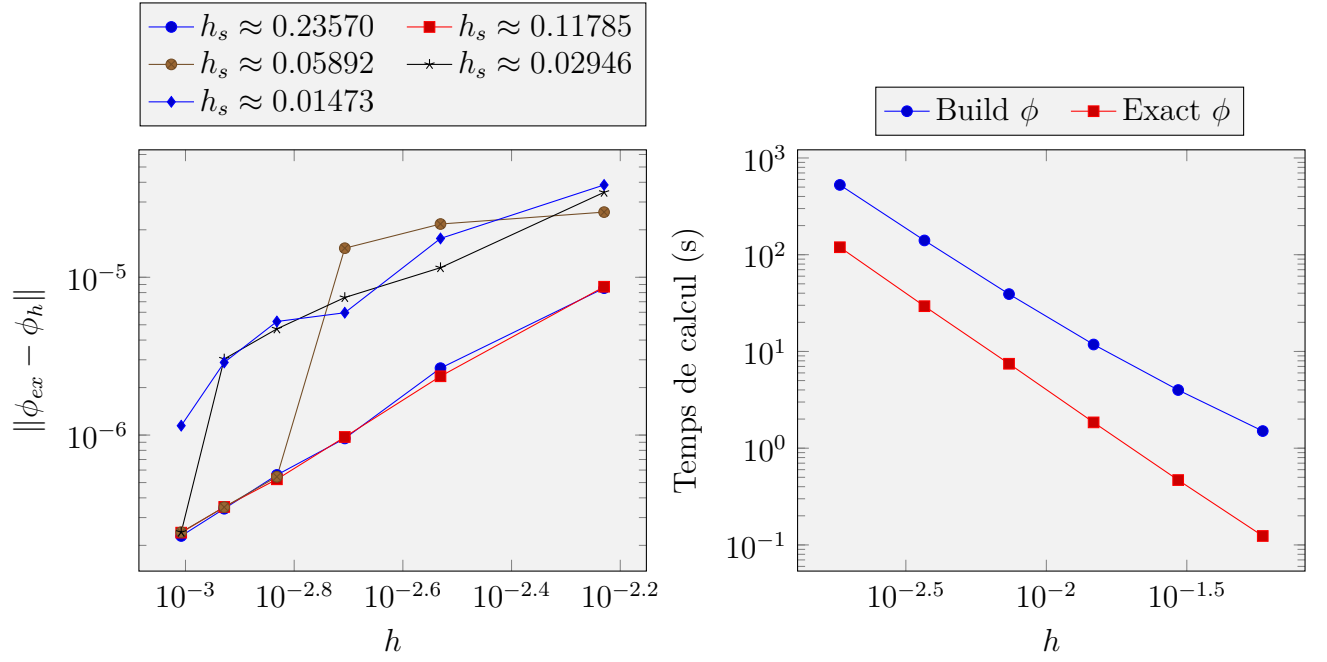 h_s ≈ 0.23570 h_s ≈ 0.11785
h_s ≈ 0.05892 h_s ≈ 0.02946
h_s ≈ 0.01473
10^{-5}
10^{-6}
‖ϕ_{ex} − ϕ_h‖
10^{-3} 10^{-2.8} 10^{-2.6} 10^{-2.4} 10^{-2.2}
h
Build ϕ Exact ϕ
10^3
10^2
10^1
10^0
10^{-1}
Temps de calcul (s)
10^{-2.5} 10^{-2} 10^{-1.5}
h